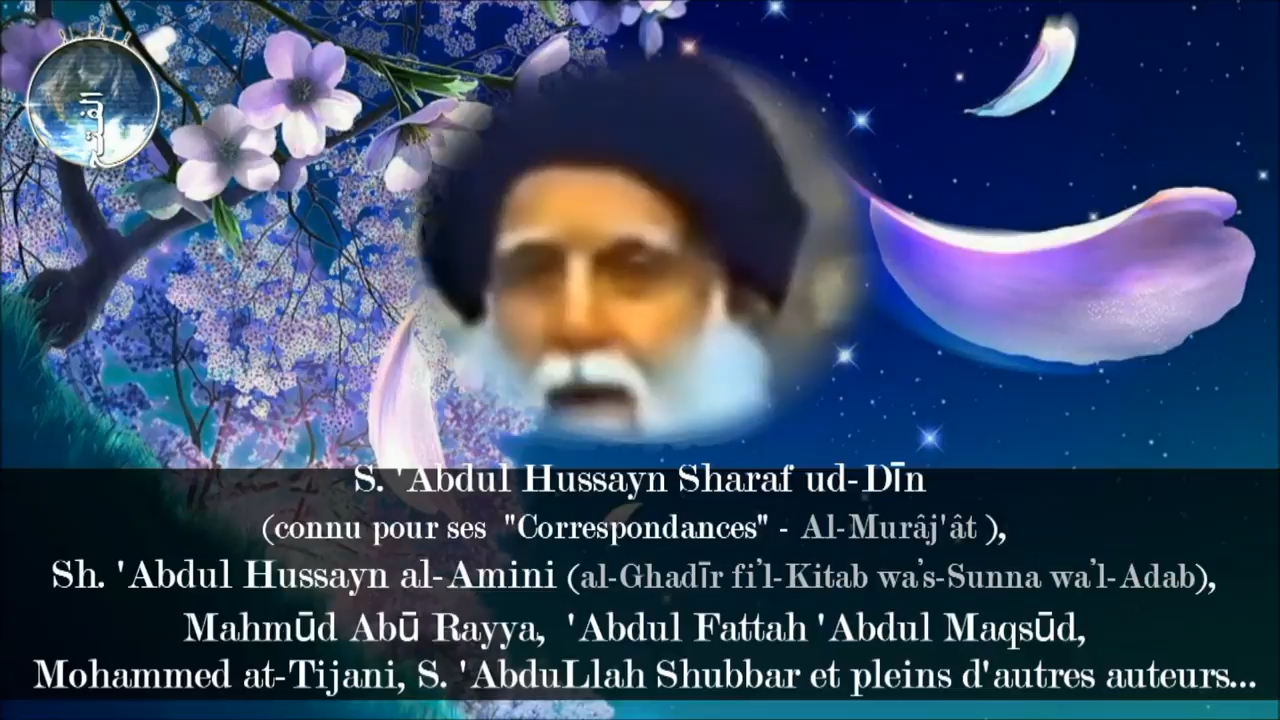 AL-'ITRA
S. 'Abdul Hussayn Sharaf ud-Dīn
(connu pour ses "Correspondances" - Al-Murâj'ât ),
Sh. 'Abdul Hussayn al-Amini (al-Ghadīr fi'l-Kitab wa's-Sunna wa'l-Adab),
Mahmūd Abū Rayya, 'Abdul Fattah 'Abdul Maqsūd,
Mohammed at-Tijani, S. 'AbduLlah Shubbar et pleins d'autres auteurs...